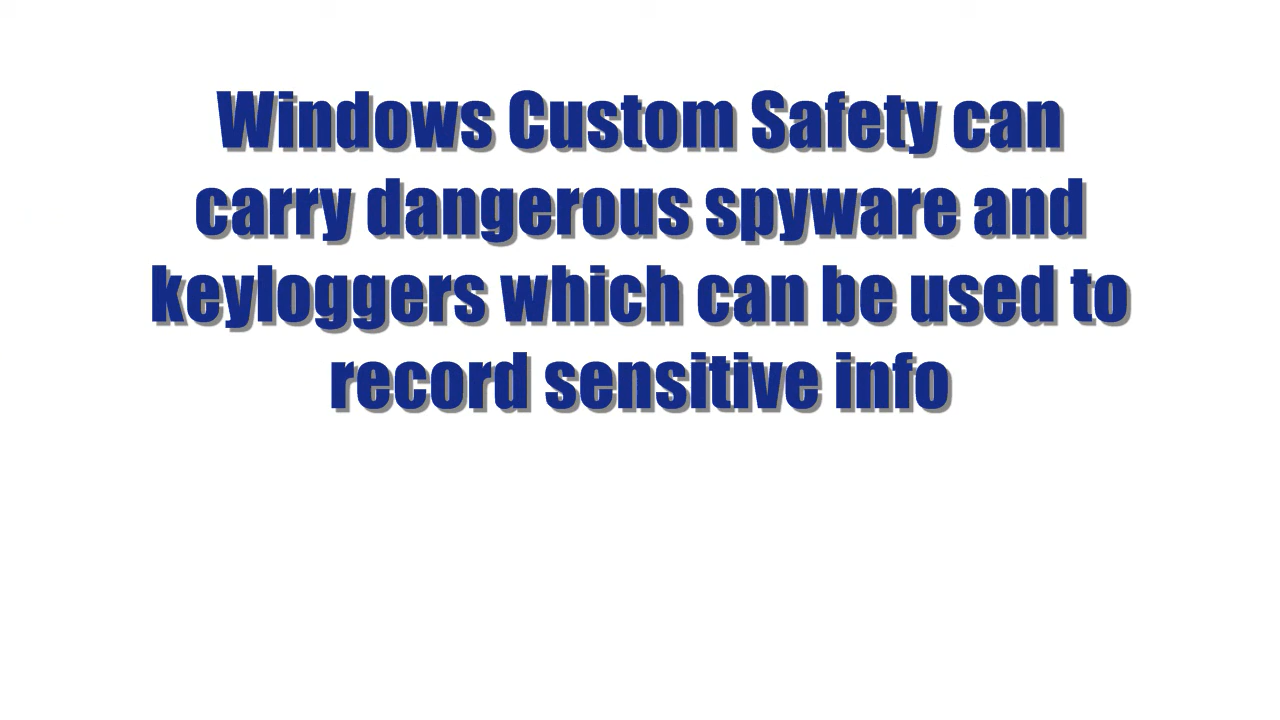 Windows Custom Safety can
carry dangerous spyware and
keyloggers which can be used to
record sensitive info